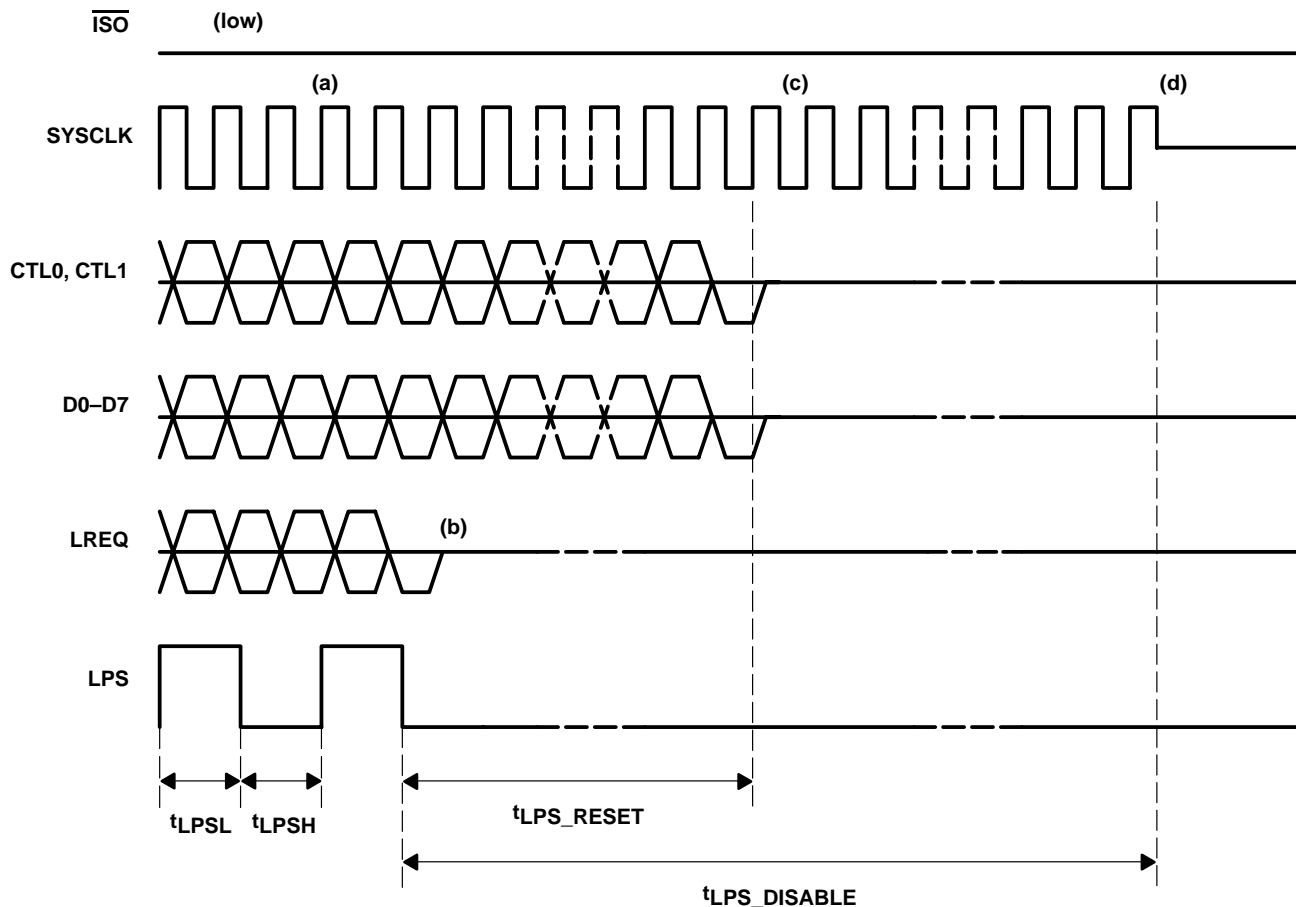 ISO (low)
(a) (c) (d)
SYSCLK
CTL0, CTL1
D0–D7
(b)
LREQ
LPS
tLPSL tLPSH tLPS_RESET
tLPS_DISABLE